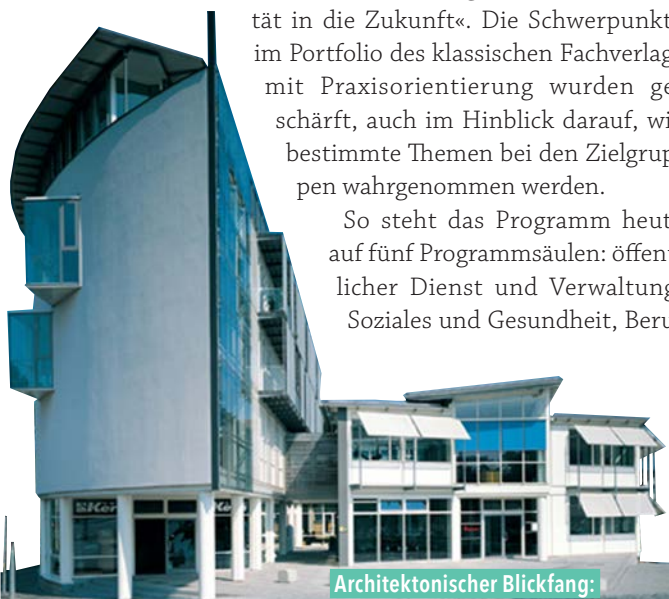 tät in die Zukunft«. Die Schwerpunkt
im Portfolio des klassischen Fachverlag
mit Praxisorientierung wurden ge
schärft, auch im Hinblick darauf, wi
bestimmte Themen bei den Zielgrup
pen wahrgenommen werden.
So steht das Programm heut
auf fünf Programmsäulen: öffent
licher Dienst und Verwaltung
Soziales und Gesundheit, Beru
Architektonischer Blickfang: